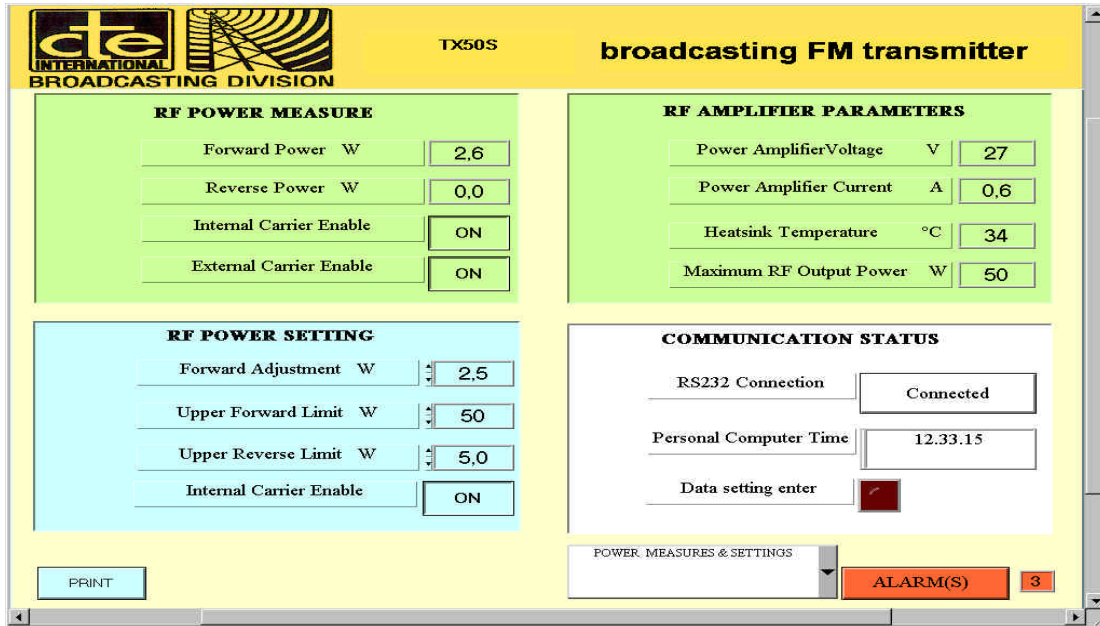 cte
INTERNATIONAL
BROADCASTING DIVISION
TX50S
broadcasting FM transmitter
RF POWER MEASURE
Forward Power W 2,6
Reverse Power W 0,0
Internal Carrier Enable ON
External Carrier Enable ON
RF AMPLIFIER PARAMETERS
Power AmplifierVoltage V 27
Power Amplifier Current A 0,6
Heatsink Temperature °C 34
Maximum RF Output Power W 50
RF POWER SETTING
Forward Adjustment W 2,5
Upper Forward Limit W 50
Upper Reverse Limit W 5,0
Internal Carrier Enable ON
COMMUNICATION STATUS
RS232 Connection Connected
Personal Computer Time 12.33.15
Data setting enter
POWER MEASURES & SETTINGS
PRINT
ALARM(S) 3